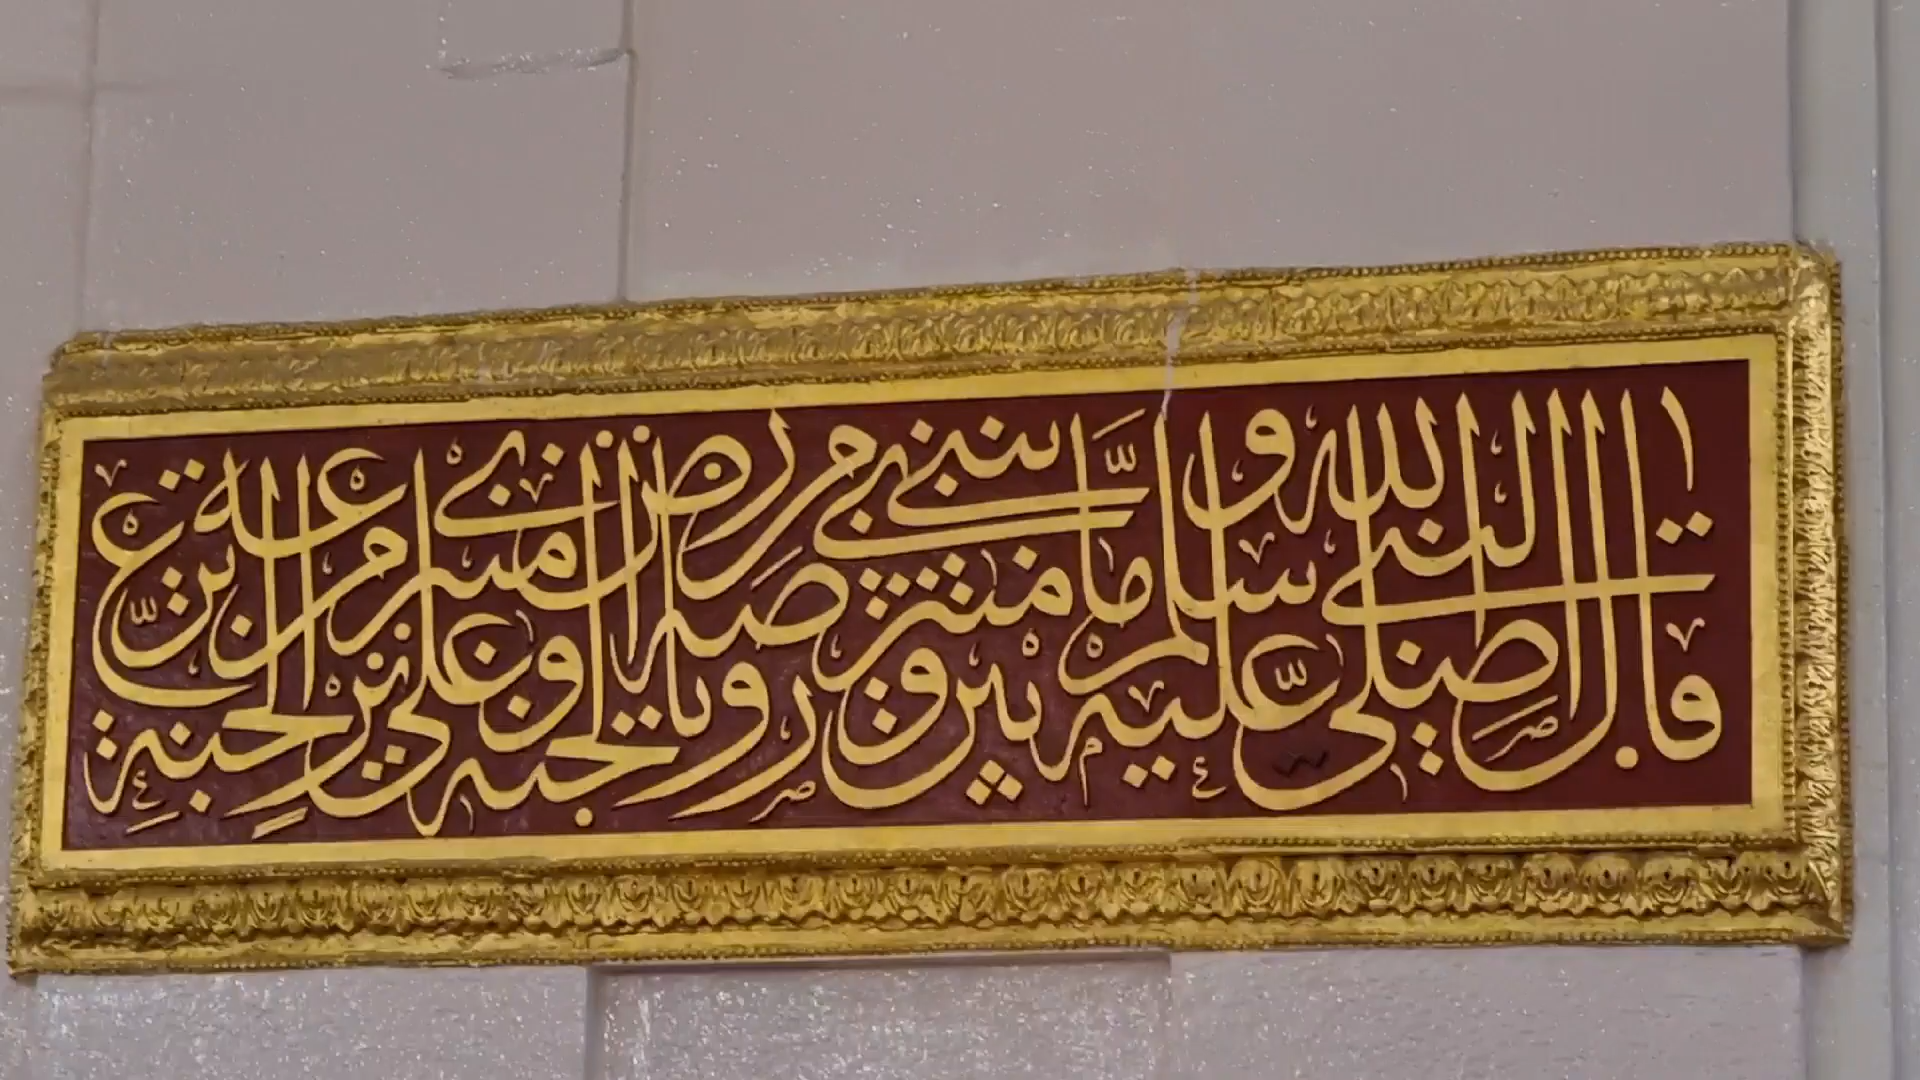 قال النبي صلى الله عليه وسلم ما بين بيتي ومنبري روضة من رياض الجنة ومنبري على ترعة من ترع الجنة